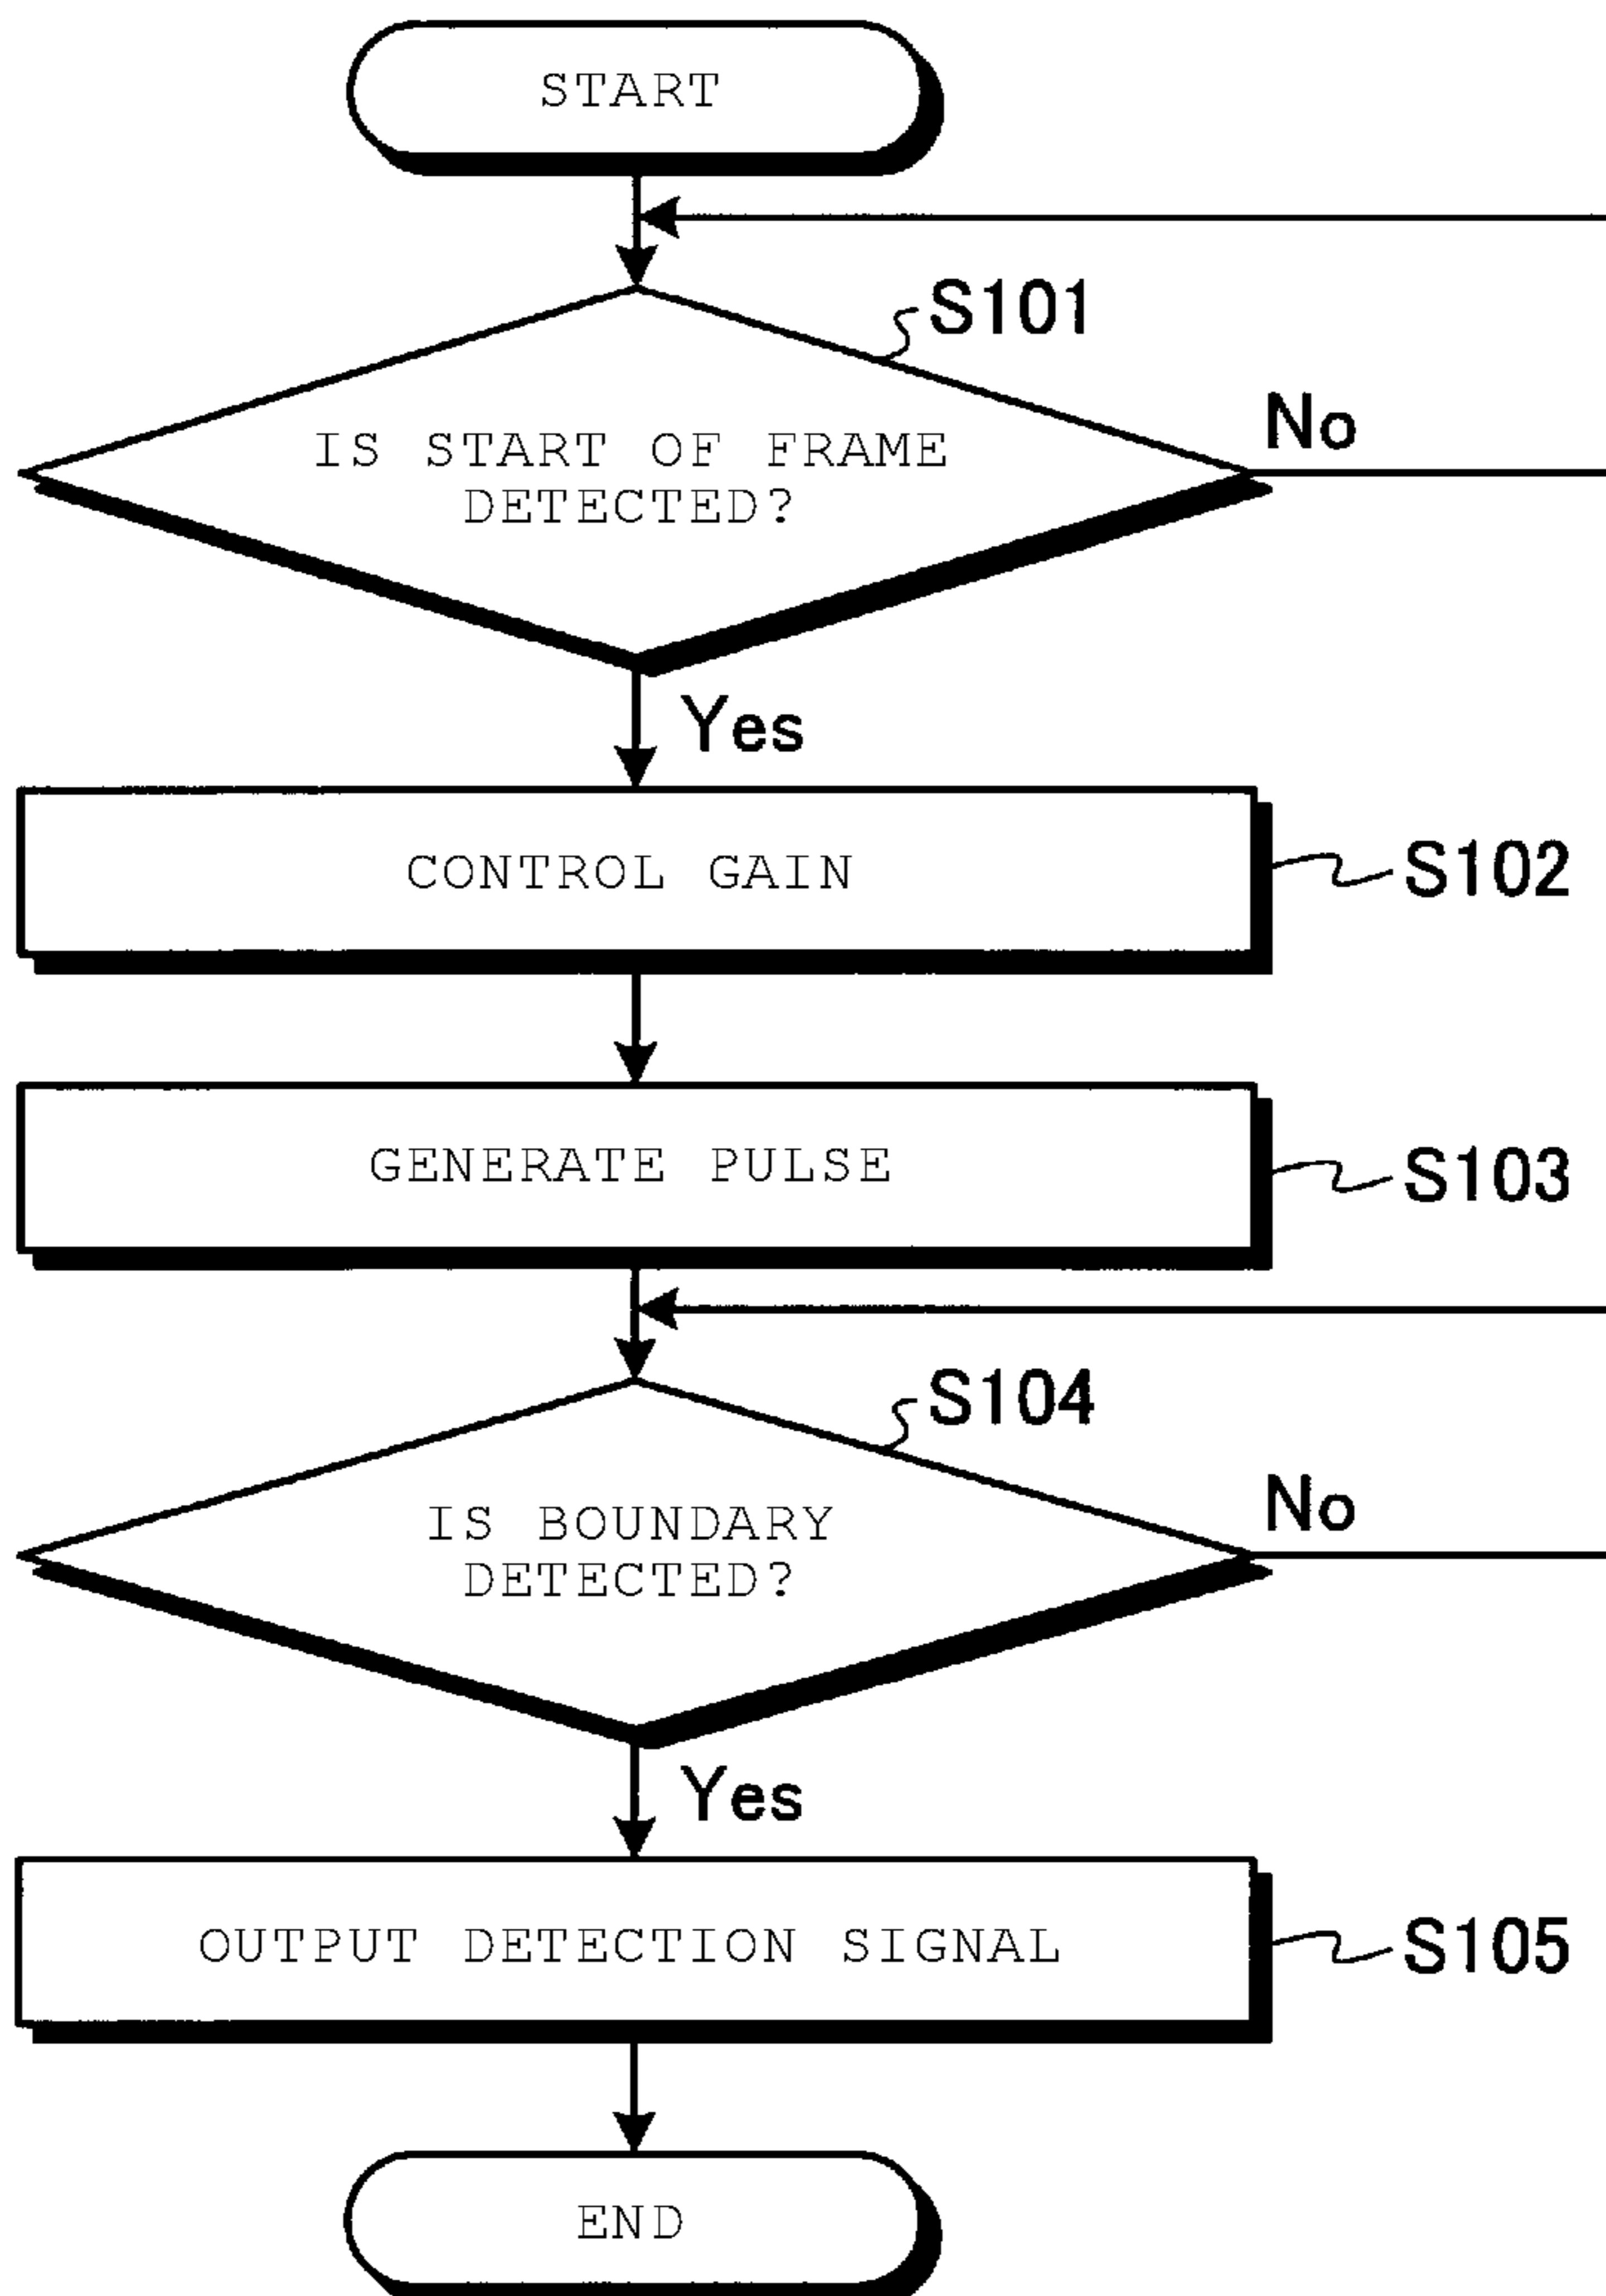 START
S101
IS START OF FRAME
DETECTED?
No
Yes
CONTROL GAIN
S102
GENERATE PULSE
S103
S104
IS BOUNDARY
DETECTED?
No
Yes
OUTPUT DETECTION SIGNAL
S105
END